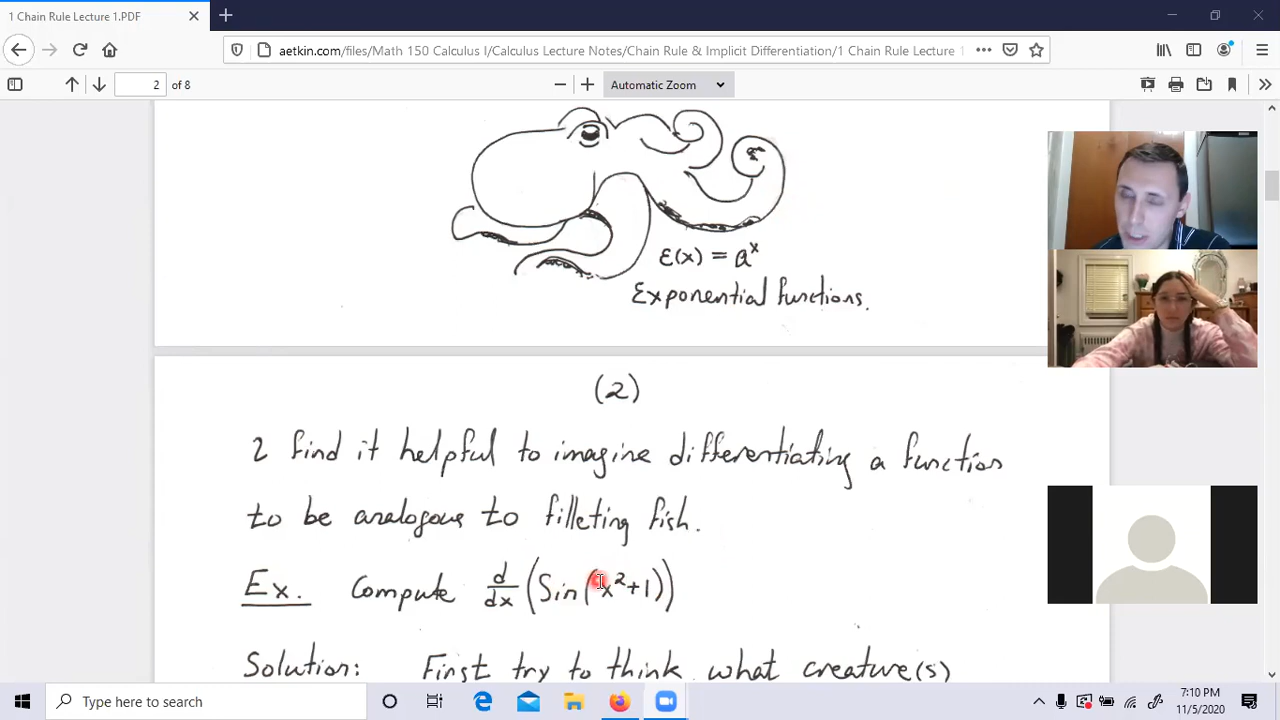 1 Chain Rule Lecture 1.PDF
aetkin.com/files/Math 150 Calculus I/Calculus Lecture Notes/Chain Rule & Implicit Differentiation/1 Chain Rule Lecture 1
2 of 8
Automatic Zoom
ε(x) = a^x
Exponential functions.
(2)
I find it helpful to imagine differentiating a function
to be analogous to filleting fish.
Ex. Compute d/dx (Sin(x²+1))
Solution: First try to think what creature(s)
Type here to search
7:10 PM
11/5/2020